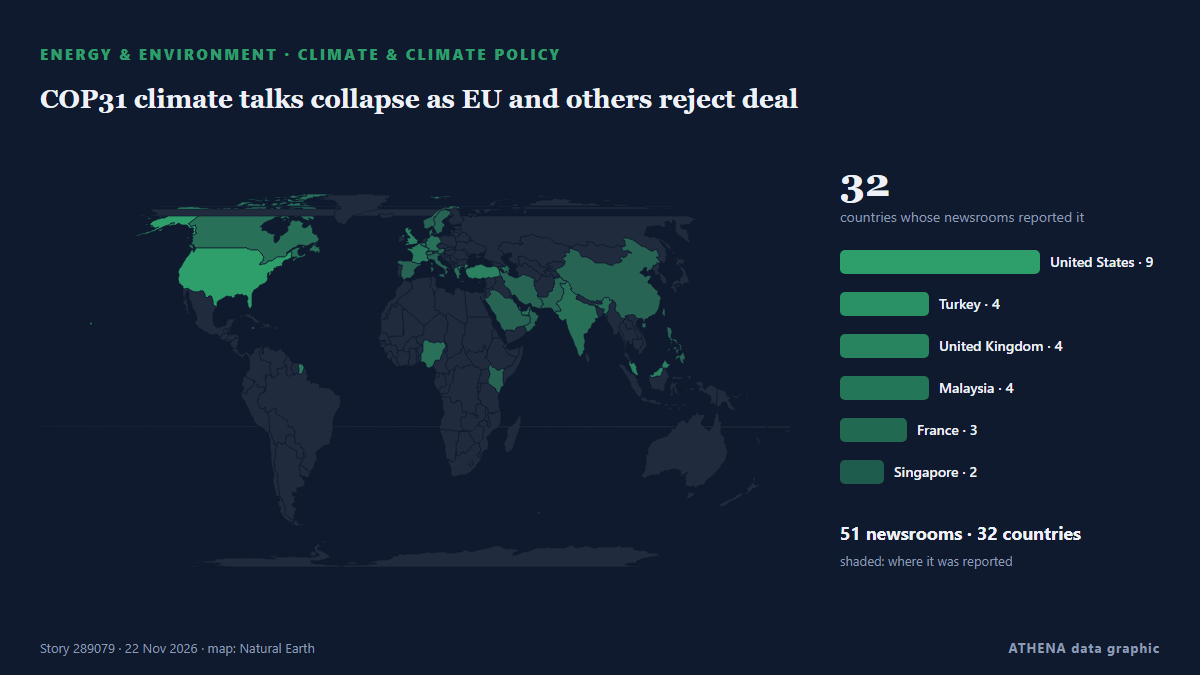 ENERGY & ENVIRONMENT · CLIMATE & CLIMATE POLICY
COP31 climate talks collapse as EU and others reject deal
32
countries whose newsrooms reported it
United States · 9
Turkey · 4
United Kingdom · 4
Malaysia · 4
France · 3
Singapore · 2
51 newsrooms · 32 countries
shaded: where it was reported
Story 289079 · 22 Nov 2026 · map: Natural Earth
ATHENA data graphic